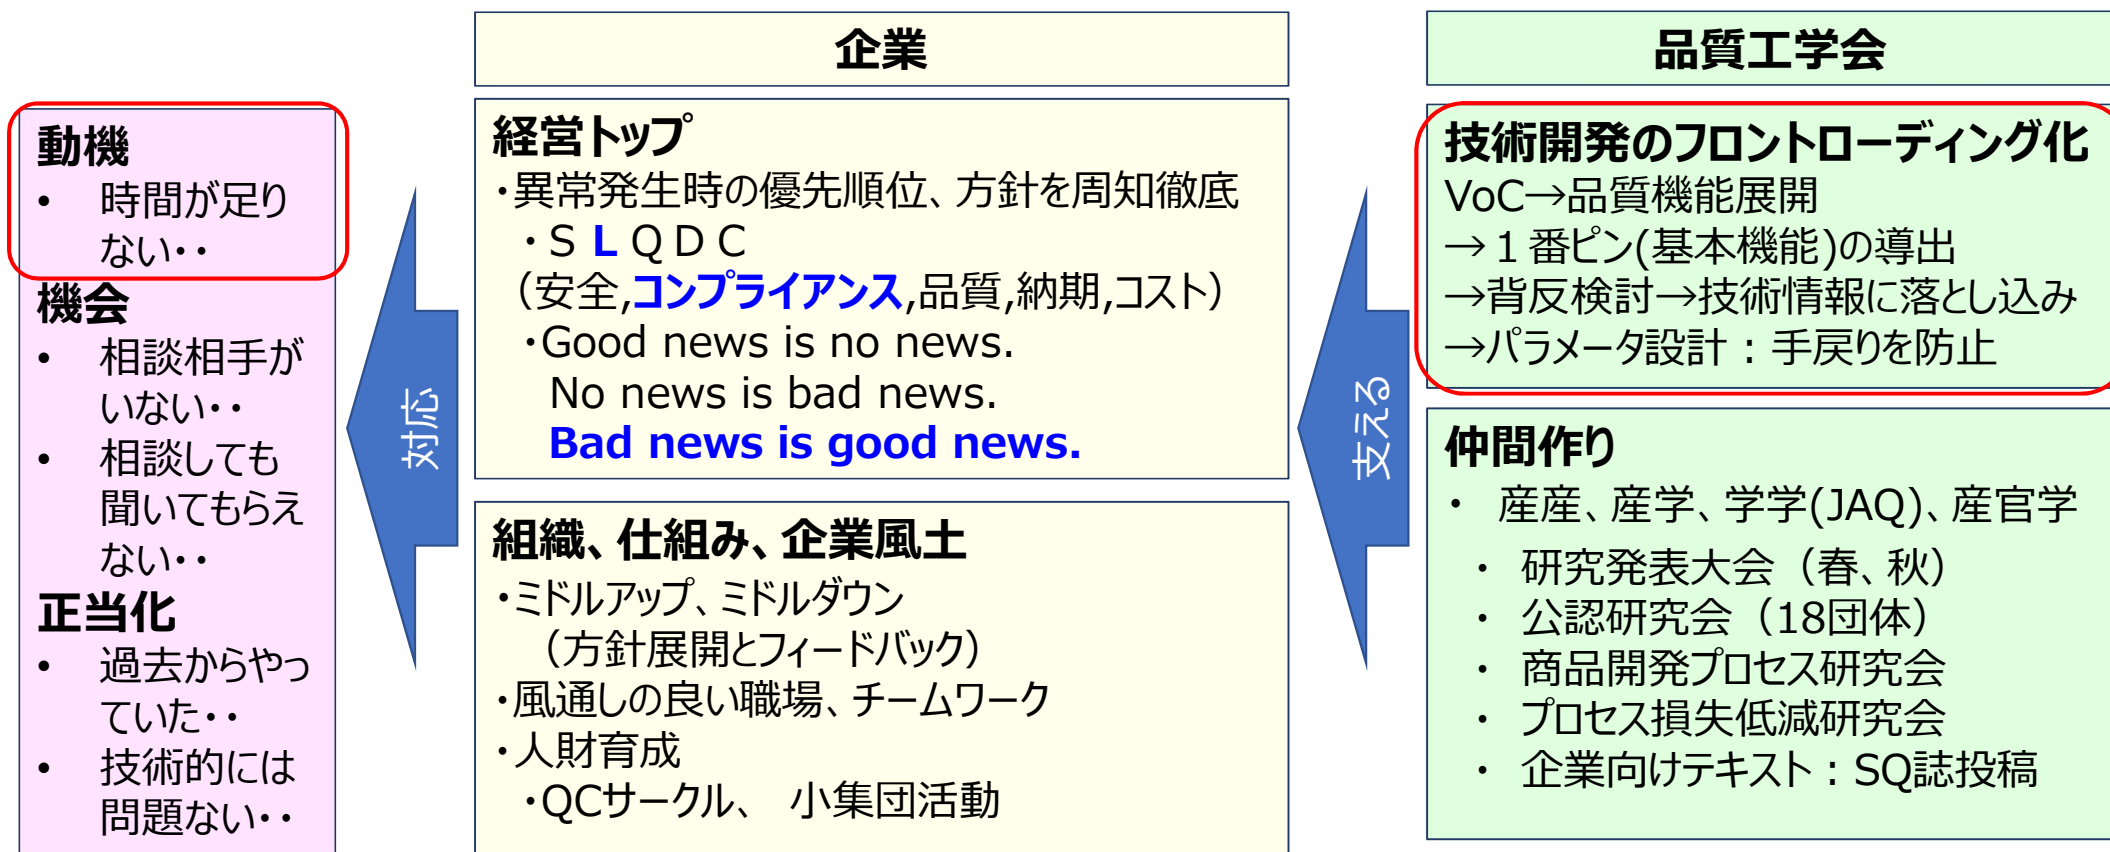 企業
品質工学会
動機
• 時間が足り
ない・・
機会
• 相談相手が
いない・・
• 相談しても
聞いてもらえ
ない・・
正当化
• 過去からやっ
ていた・・
• 技術的には
問題ない・・
対応
経営トップ
・異常発生時の優先順位、方針を周知徹底
・S L Q D C
（安全,コンプライアンス,品質,納期,コスト）
・Good news is no news.
No news is bad news.
Bad news is good news.
組織、仕組み、企業風土
・ミドルアップ、ミドルダウン
（方針展開とフィードバック）
・風通しの良い職場、チームワーク
・人財育成
・QCサークル、 小集団活動
支える
技術開発のフロントローディング化
VoC→品質機能展開
→１番ピン(基本機能)の導出
→背反検討→技術情報に落とし込み
→パラメータ設計：手戻りを防止
仲間作り
・ 産産、産学、学学(JAQ)、産官学
・ 研究発表大会（春、秋）
・ 公認研究会（18団体）
・ 商品開発プロセス研究会
・ プロセス損失低減研究会
・ 企業向けテキスト：SQ誌投稿